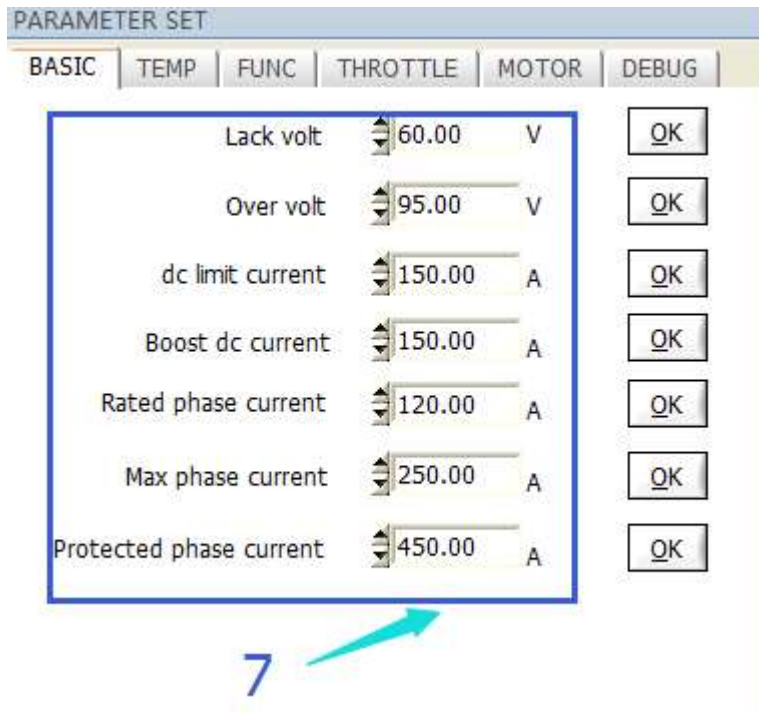 PARAMETER SET
BASIC TEMP FUNC THROTTLE MOTOR DEBUG
Lack volt 60.00 V OK
Over volt 95.00 V OK
dc limit current 150.00 A OK
Boost dc current 150.00 A OK
Rated phase current 120.00 A OK
Max phase current 250.00 A OK
Protected phase current 450.00 A OK
7